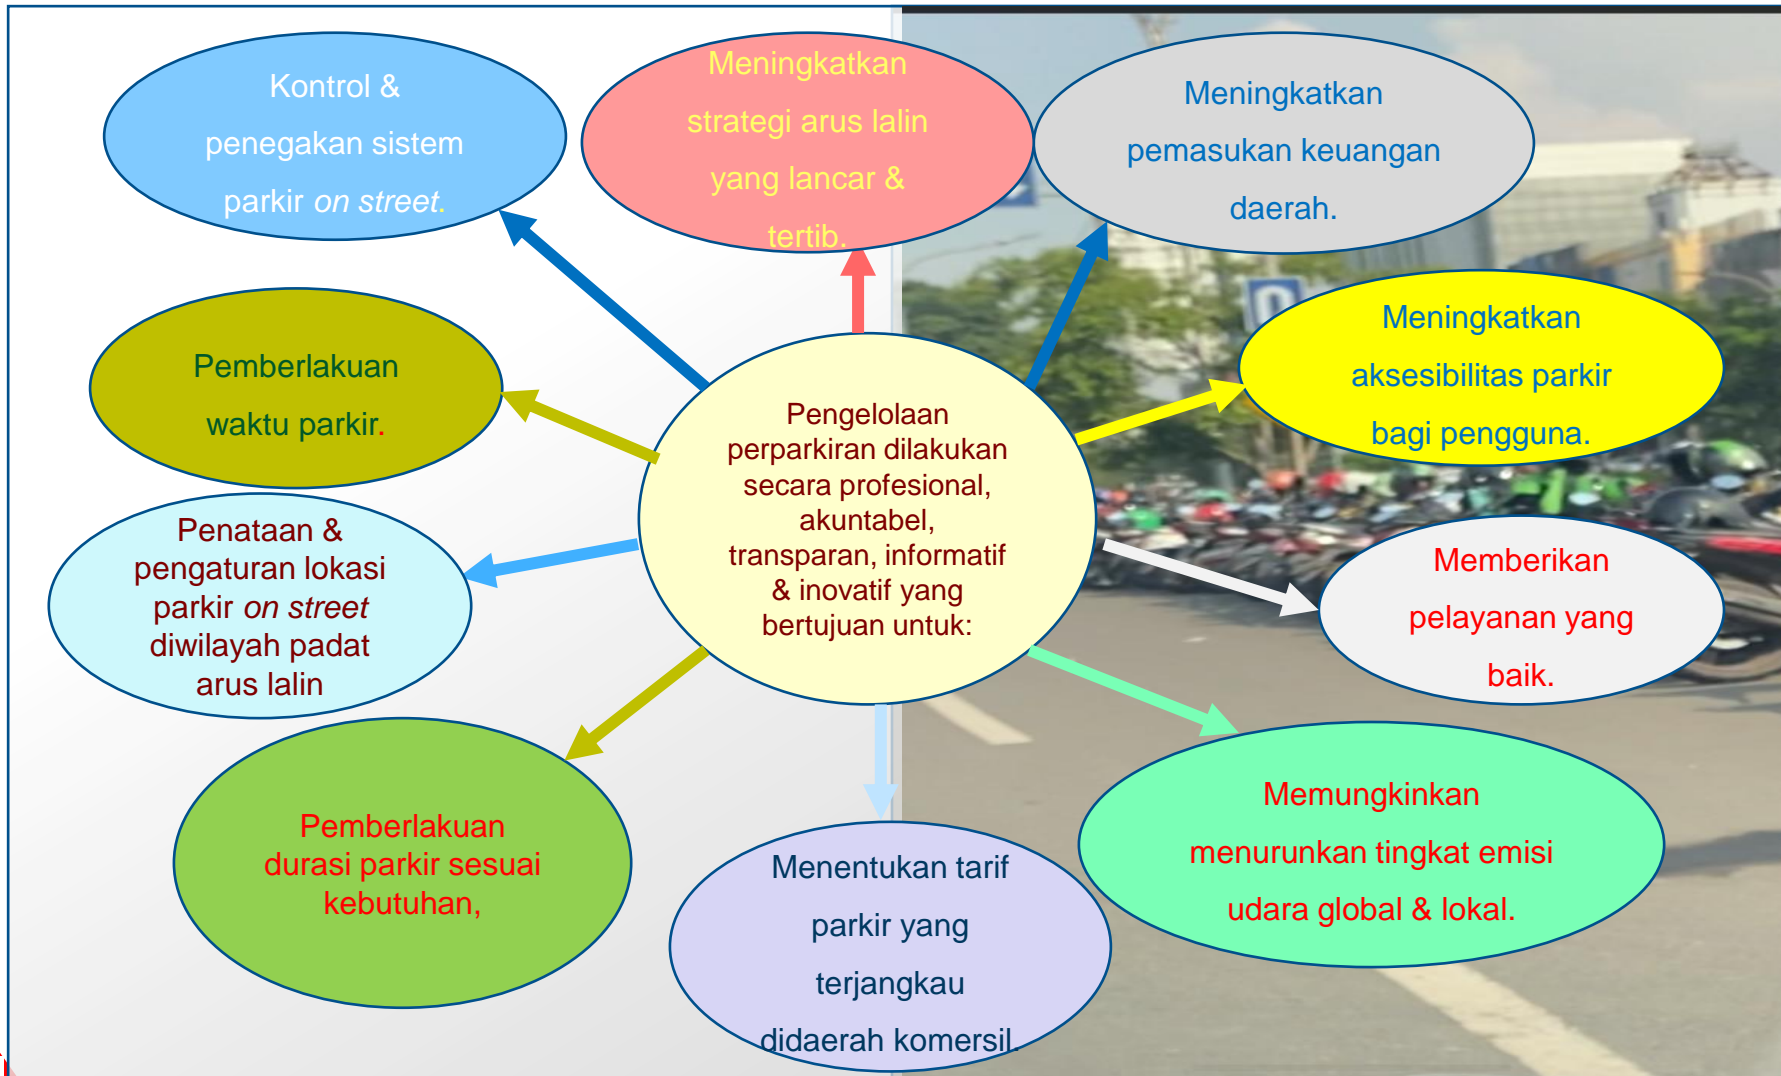 Kontrol &
penegakan sistem
parkir on street.
Meningkatkan
strategi arus lalin
yang lancar &
tertib.
Meningkatkan
pemasukan keuangan
daerah.
Pemberlakuan
waktu parkir.
Pengelolaan
perparkiran dilakukan
secara profesional,
akuntabel,
transparan, informatif
& inovatif yang
bertujuan untuk:
Meningkatkan
aksesibilitas parkir
bagi pengguna.
Penataan &
pengaturan lokasi
parkir on street
diwilayah padat
arus lalin
Memberikan
pelayanan yang
baik.
Pemberlakuan
durasi parkir sesuai
kebutuhan,
Menentukan tarif
parkir yang
terjangkau
didaerah komersil.
Memungkinkan
menurunkan tingkat emisi
udara global & lokal.